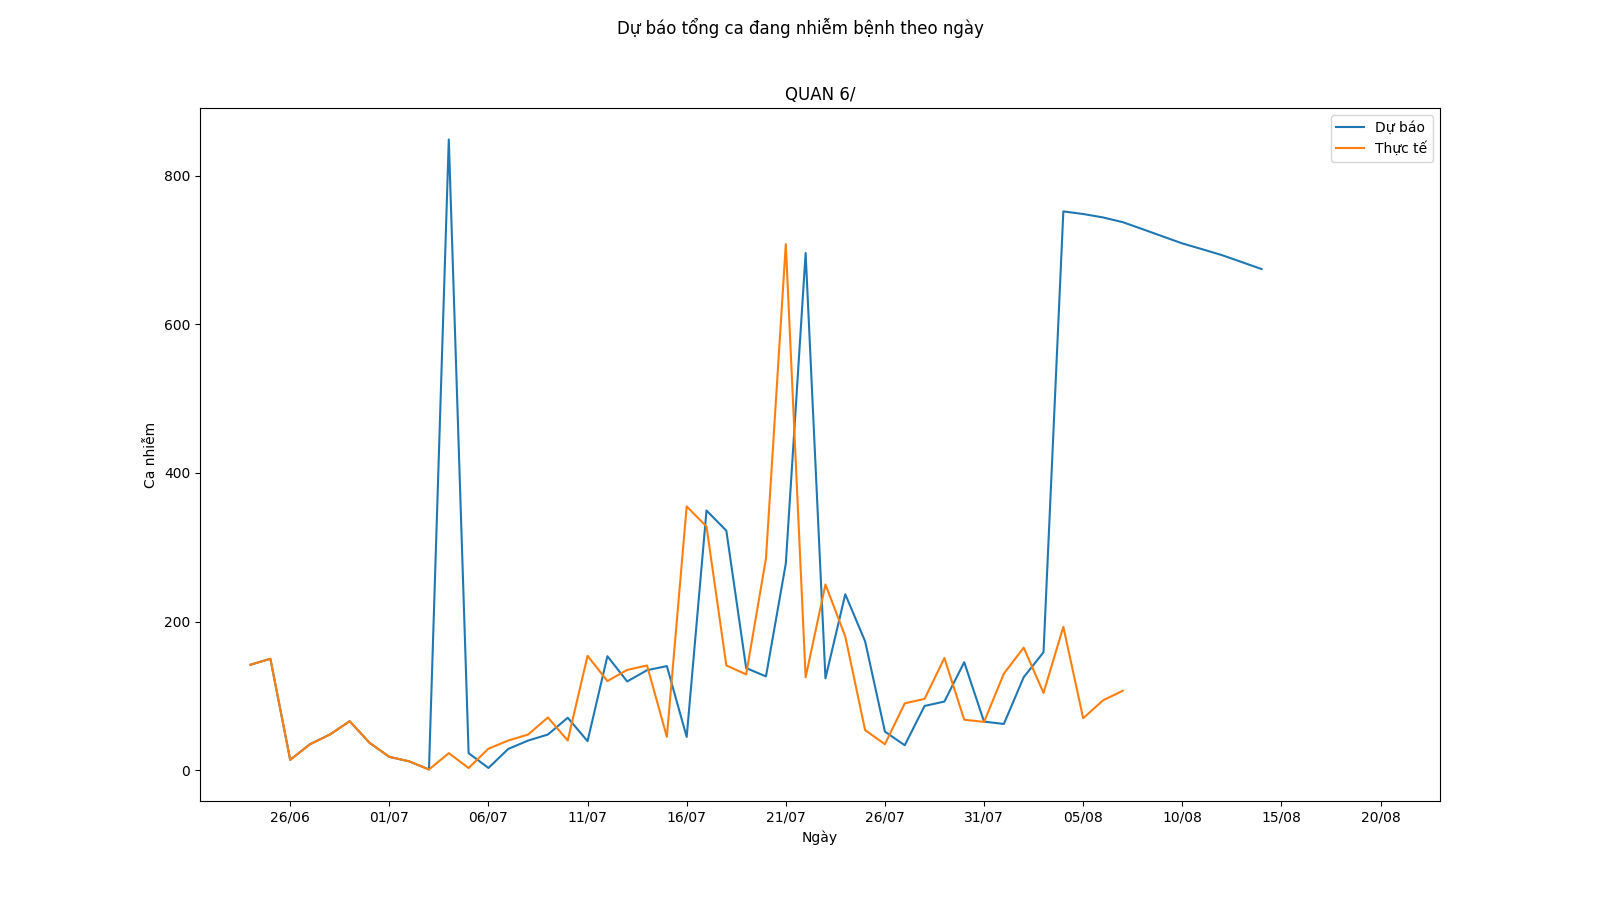 Dự báo tổng ca đang nhiễm bệnh theo ngày
QUAN 6/
Dự báo
Thực tế
800
600
400
200
0
Ca nhiễm
26/06 01/07 06/07 11/07 16/07 21/07 26/07 31/07 05/08 10/08 15/08 20/08
Ngày